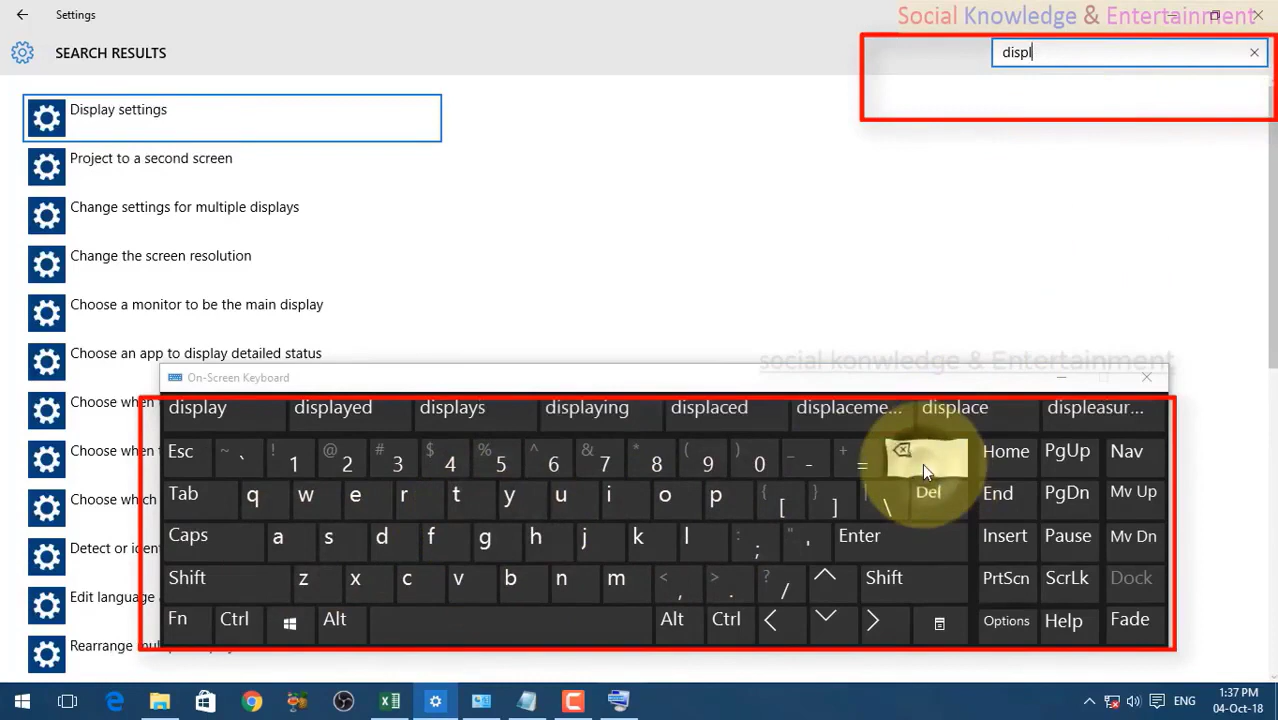 Settings
Social Knowledge & Entertainment
SEARCH RESULTS
displ
Display settings
Project to a second screen
Change settings for multiple displays
Change the screen resolution
Choose a monitor to be the main display
Choose an app to display detailed status
Choose when
Choose when
Choose which
Detect or iden
Edit language
Rearrange mu
social konwledge & Entertainment
On-Screen Keyboard
display displayed displays displaying displaced displaceme... displace displeasur...
Esc ~ ` ! 1 @ 2 # 3 $ 4 % 5 ^ 6 & 7 * 8 ( 9 ) 0 _ - + = Home PgUp Nav
Tab q w e r t y u i o p { [ } ] | \ Del End PgDn Mv Up
Caps a s d f g h j k l : ; " ' Enter Insert Pause Mv Dn
Shift z x c v b n m < , > . ? / Shift PrtScn ScrLk Dock
Fn Ctrl Alt Alt Ctrl Options Help Fade
ENG
1:37 PM
04-Oct-18